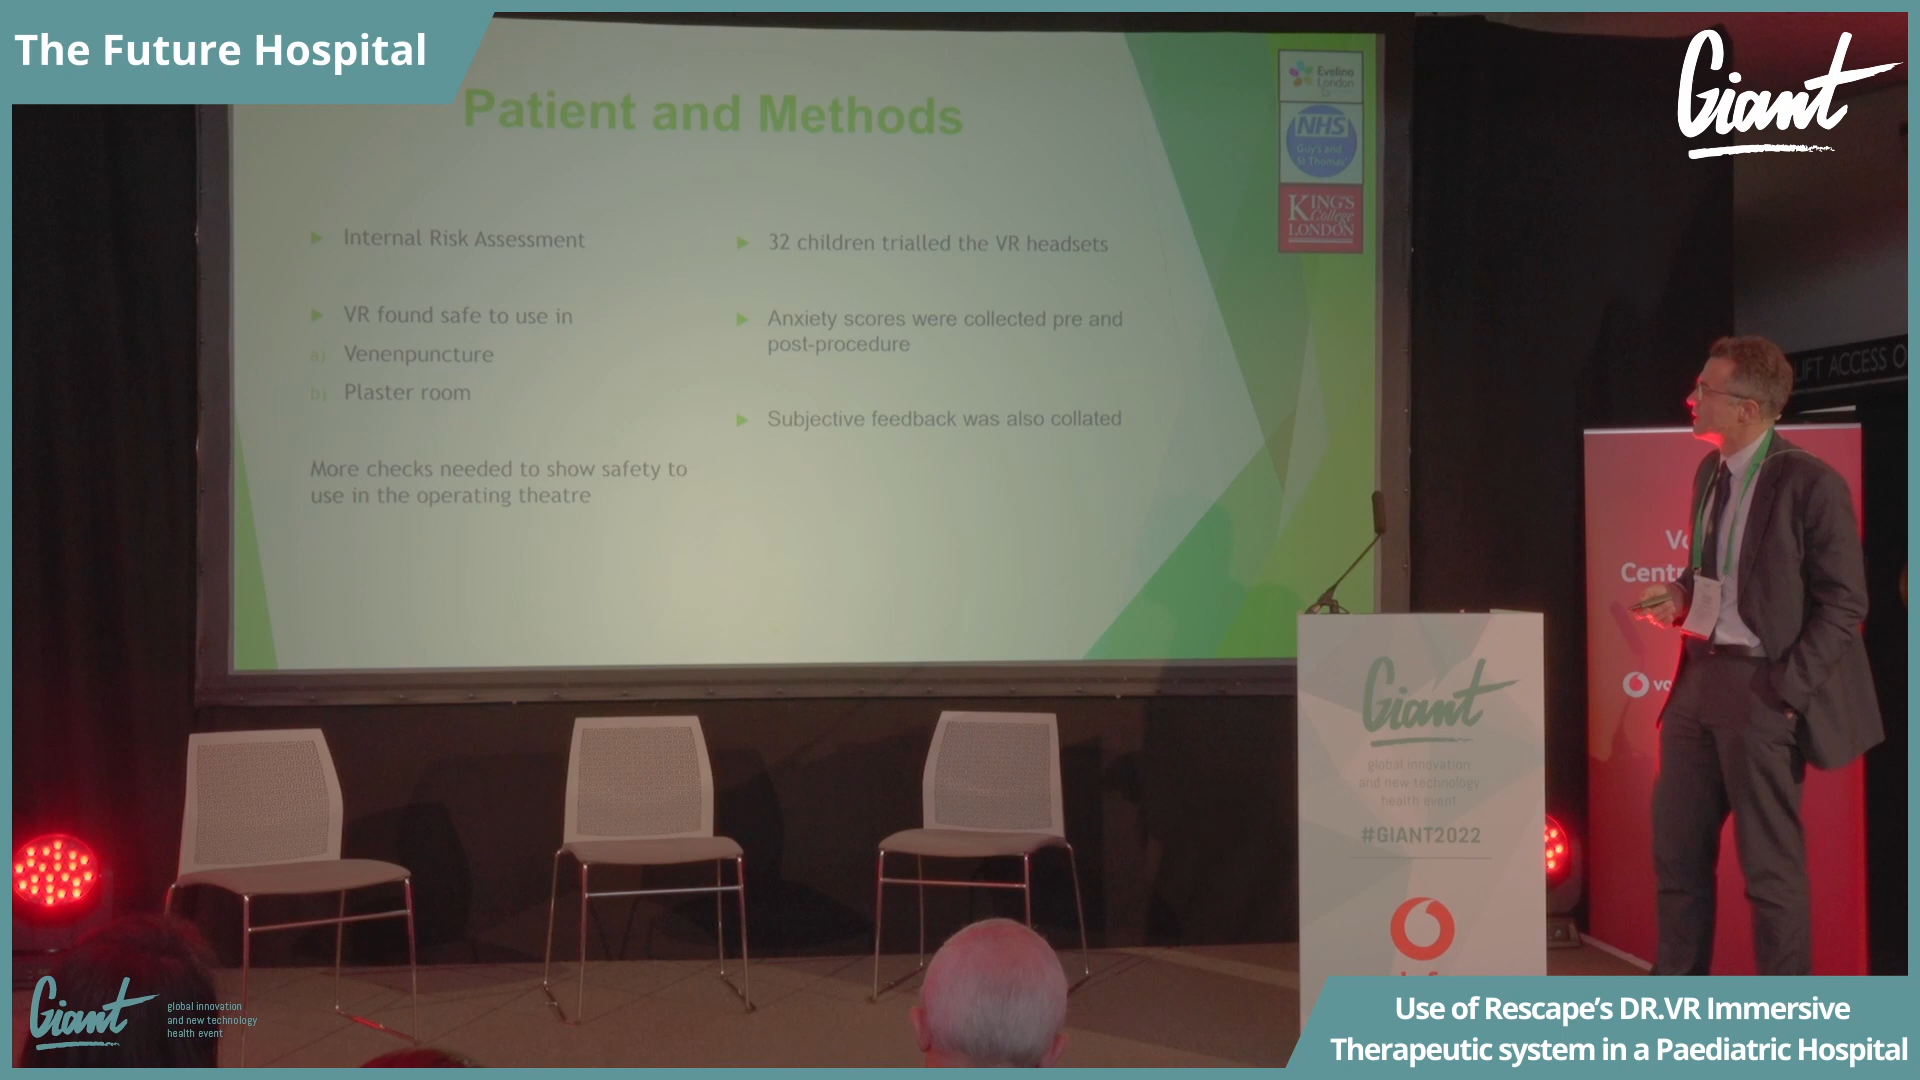 The Future Hospital
Giant
Patient and Methods
Evelina
London
NHS
Guy's and
St Thomas'
KING'S
College
LONDON
Internal Risk Assessment
VR found safe to use in
a) Venenpuncture
b) Plaster room
More checks needed to show safety to
use in the operating theatre
32 children trialled the VR headsets
Anxiety scores were collected pre and
post-procedure
Subjective feedback was also collated
LIFT ACCESS O
Centr
Giant
global innovation
and new technology
health event
#GIANT2022
Giant
global innovation
and new technology
health event
Use of Rescape’s DR.VR Immersive
Therapeutic system in a Paediatric Hospital